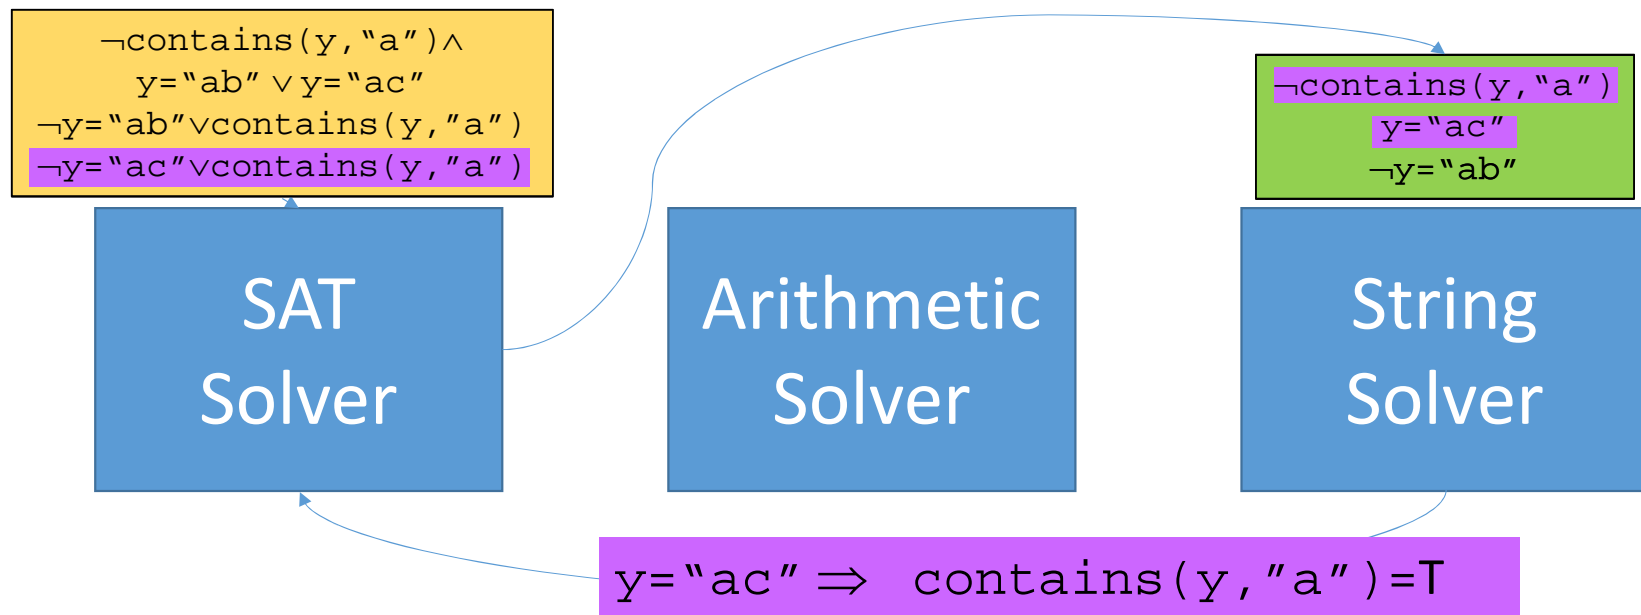 ¬contains(y,“a”)∧
y=“ab” ∨ y=“ac”
¬y=“ab”∨contains(y,”a”)
¬y=“ac”∨contains(y,”a”)
¬contains(y,“a”)
y=“ac”
¬y=“ab”
SAT
Solver
Arithmetic
Solver
String
Solver
y=“ac” ⇒ contains(y,”a”)=T